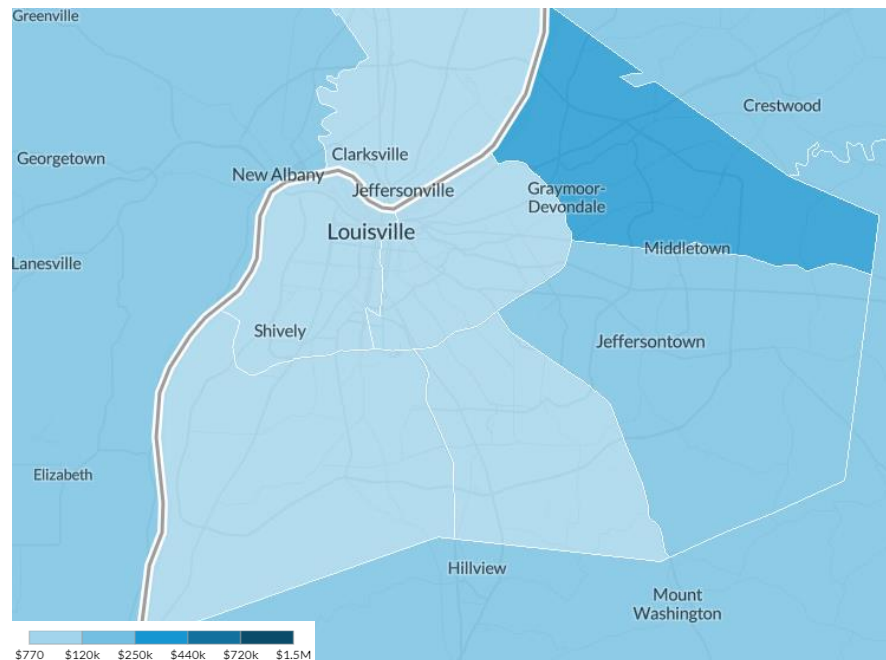 Greenville
Crestwood
Georgetown
Clarksville
New Albany
Jeffersonville
Graymoor-
Devondale
Louisville
Middletown
Lanesville
Shively
Jeffersontown
Elizabeth
Hillview
Mount
Washington
$770 $120k $250k $440k $720k $1.5M